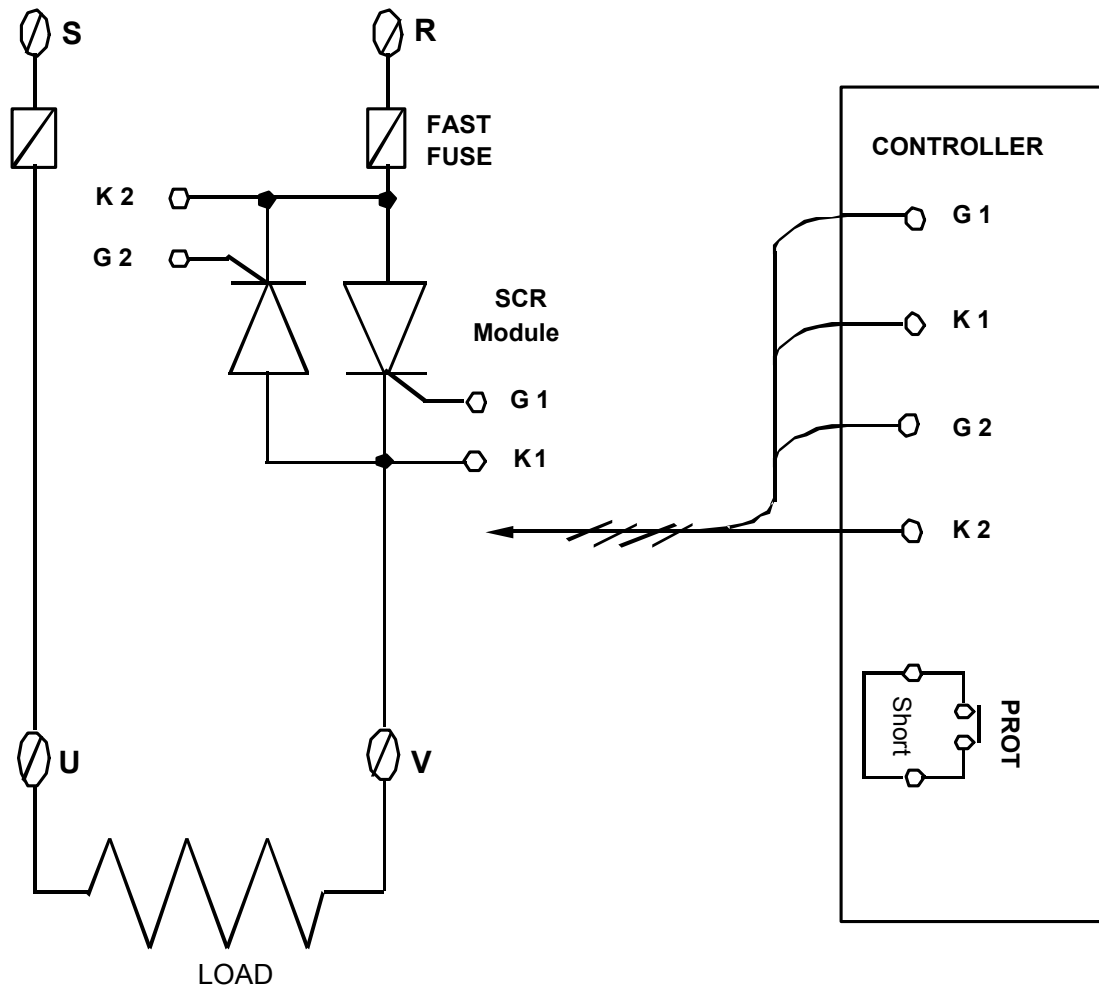 S
R
FAST
FUSE
CONTROLLER
K 2
G 1
G 2
SCR
Module
K 1
G 1
G 2
K1
K 2
Short
PROT
U
V
LOAD